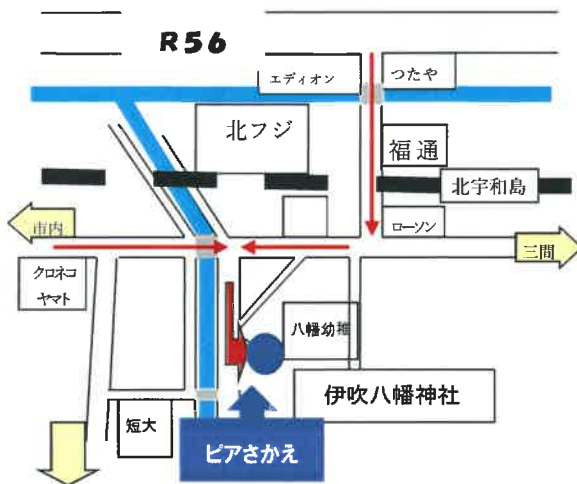 R56
エディオン
つたや
北フジ
福通
北宇和島
市内
ローソン
三間
クロネコ
ヤマト
八幡幼稚
伊吹八幡神社
短大
ピアさかえ